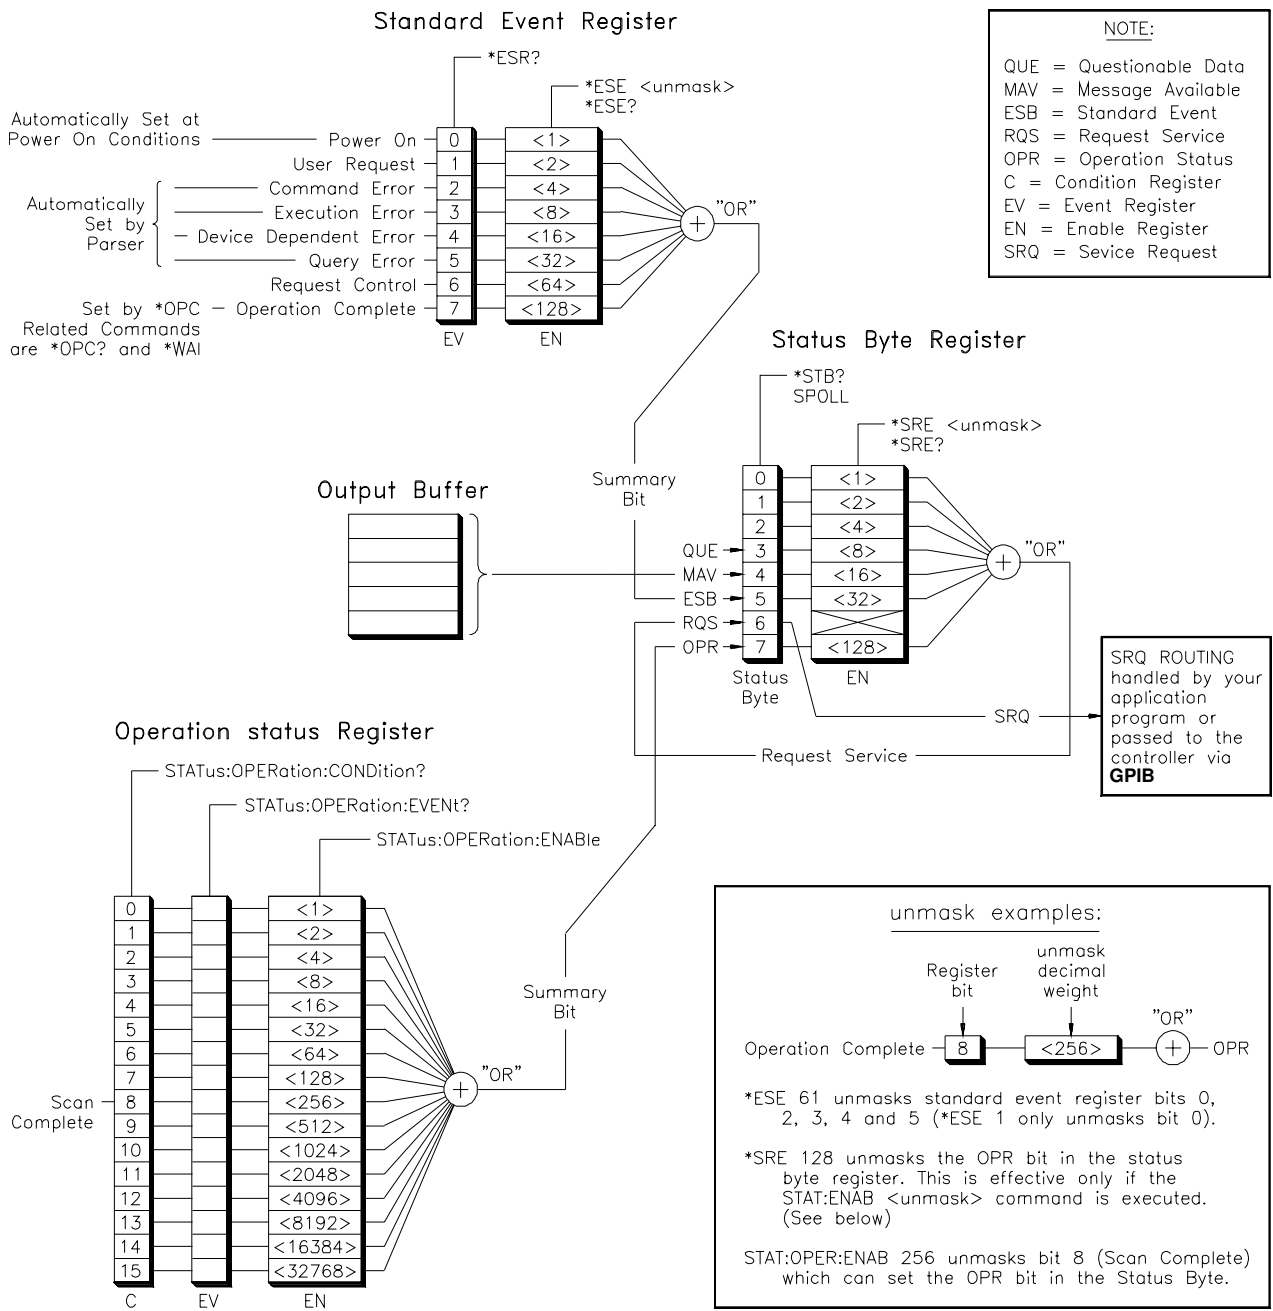 Standard Event Register
*ESR?
*ESE <unmask>
*ESE?
Automatically Set at
Power On Conditions
Power On 0 <1>
User Request 1 <2>
Command Error 2 <4>
Execution Error 3 <8>
Device Dependent Error 4 <16>
Query Error 5 <32>
Request Control 6 <64>
Operation Complete 7 <128>
Automatically
Set by
Parser
Set by *OPC
Related Commands
are *OPC? and *WAI
EV EN
+ "OR"
NOTE:
QUE = Questionable Data
MAV = Message Available
ESB = Standard Event
RQS = Request Service
OPR = Operation Status
C = Condition Register
EV = Event Register
EN = Enable Register
SRQ = Sevice Request
Status Byte Register
*STB?
SPOLL
*SRE <unmask>
*SRE?
Summary
Bit
Output Buffer
0 <1>
1 <2>
2 <4>
QUE 3 <8>
MAV 4 <16>
ESB 5 <32>
RQS 6
OPR 7 <128>
Status
Byte
EN
+ "OR"
SRQ
Request Service
SRQ ROUTING
handled by your
application
program or
passed to the
controller via
GPIB
Operation status Register
STATus:OPERation:CONDition?
STATus:OPERation:EVENt?
STATus:OPERation:ENABle
0 <1>
1 <2>
2 <4>
3 <8>
4 <16>
5 <32>
6 <64>
7 <128>
8 <256>
9 <512>
10 <1024>
11 <2048>
12 <4096>
13 <8192>
14 <16384>
15 <32768>
Scan
Complete
C EV EN
+ "OR"
Summary
Bit
unmask examples:
Register
bit
unmask
decimal
weight
"OR"
Operation Complete 8 <256> + OPR
*ESE 61 unmasks standard event register bits 0,
2, 3, 4 and 5 (*ESE 1 only unmasks bit 0).
*SRE 128 unmasks the OPR bit in the status
byte register. This is effective only if the
STAT:ENAB <unmask> command is executed.
(See below)
STAT:OPER:ENAB 256 unmasks bit 8 (Scan Complete)
which can set the OPR bit in the Status Byte.